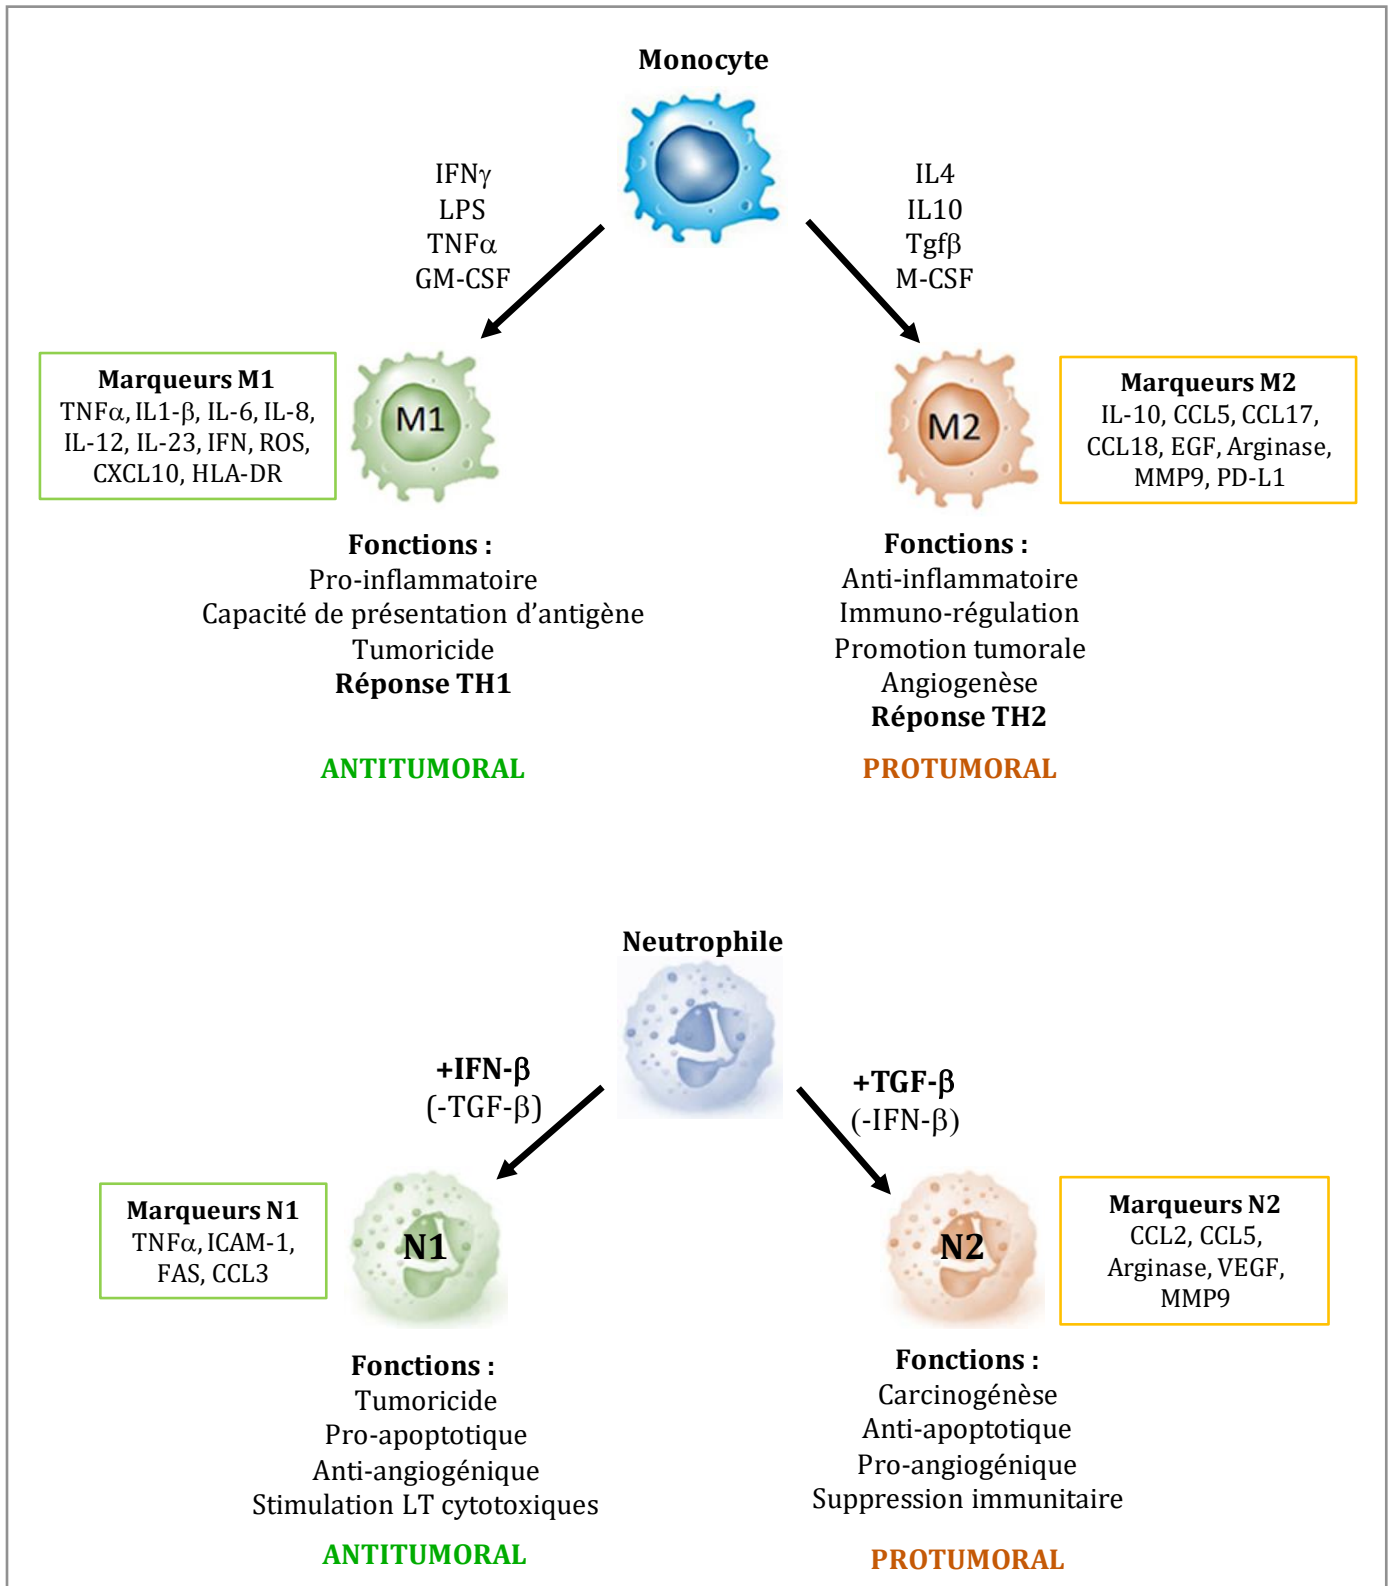 Monocyte
IFNγ
LPS
TNFα
GM-CSF
IL4
IL10
Tgfβ
M-CSF
Marqueurs M1
TNFα, IL1-β, IL-6, IL-8,
IL-12, IL-23, IFN, ROS,
CXCL10, HLA-DR
M1
M2
Marqueurs M2
IL-10, CCL5, CCL17,
CCL18, EGF, Arginase,
MMP9, PD-L1
Fonctions :
Pro-inflammatoire
Capacité de présentation d’antigène
Tumoricide
Réponse TH1
ANTITUMORAL
Fonctions :
Anti-inflammatoire
Immuno-régulation
Promotion tumorale
Angiogenèse
Réponse TH2
PROTUMORAL
Neutrophile
+IFN-β
(-TGF-β)
+TGF-β
(-IFN-β)
Marqueurs N1
TNFα, ICAM-1,
FAS, CCL3
N1
N2
Marqueurs N2
CCL2, CCL5,
Arginase, VEGF,
MMP9
Fonctions :
Tumoricide
Pro-apoptotique
Anti-angiogénique
Stimulation LT cytotoxiques
ANTITUMORAL
Fonctions :
Carcinogénèse
Anti-apoptotique
Pro-angiogénique
Suppression immunitaire
PROTUMORAL